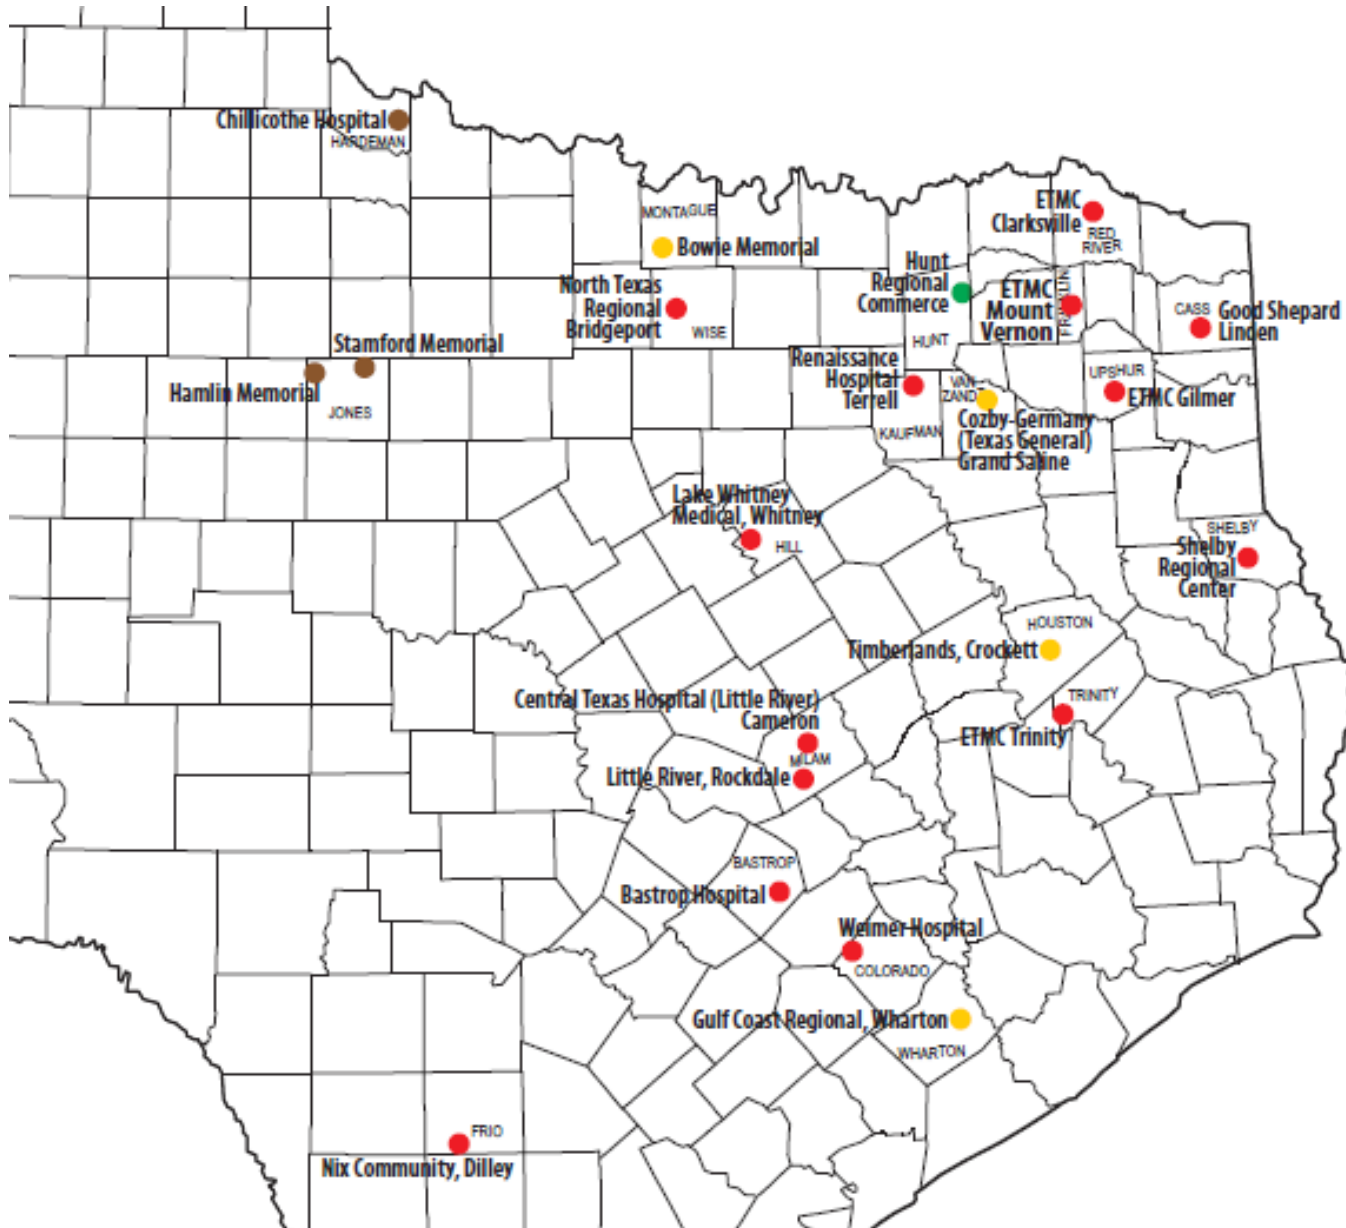 Chillicothe Hospital
HARDEMAN
MONTAGUE
Bowie Memorial
ETMC
Clarksville
RED
RIVER
Hunt
Regional
Commerce
HUNT
North Texas
Regional
Bridgeport
WISE
ETMC
Mount
Vernon
FRANKLIN
CASS
Good Shepard
Linden
Stamford Memorial
Hamlin Memorial
JONES
Renaissance
Hospital
Terrell
KAUFMAN
VAN
ZAND
Cozby-Germany
(Texas General)
Grand Saline
UPSHUR
ETMC Gilmer
Lake Whitney
Medical, Whitney
HILL
SHELBY
Shelby
Regional
Center
HOUSTON
Timberlands, Crockett
TRINITY
ETMC Trinity
Central Texas Hospital (Little River)
Cameron
MILAM
Little River, Rockdale
BASTROP
Bastrop Hospital
Weimer Hospital
COLORADO
Gulf Coast Regional, Wharton
WHARTON
FRIO
Nix Community, Dilley